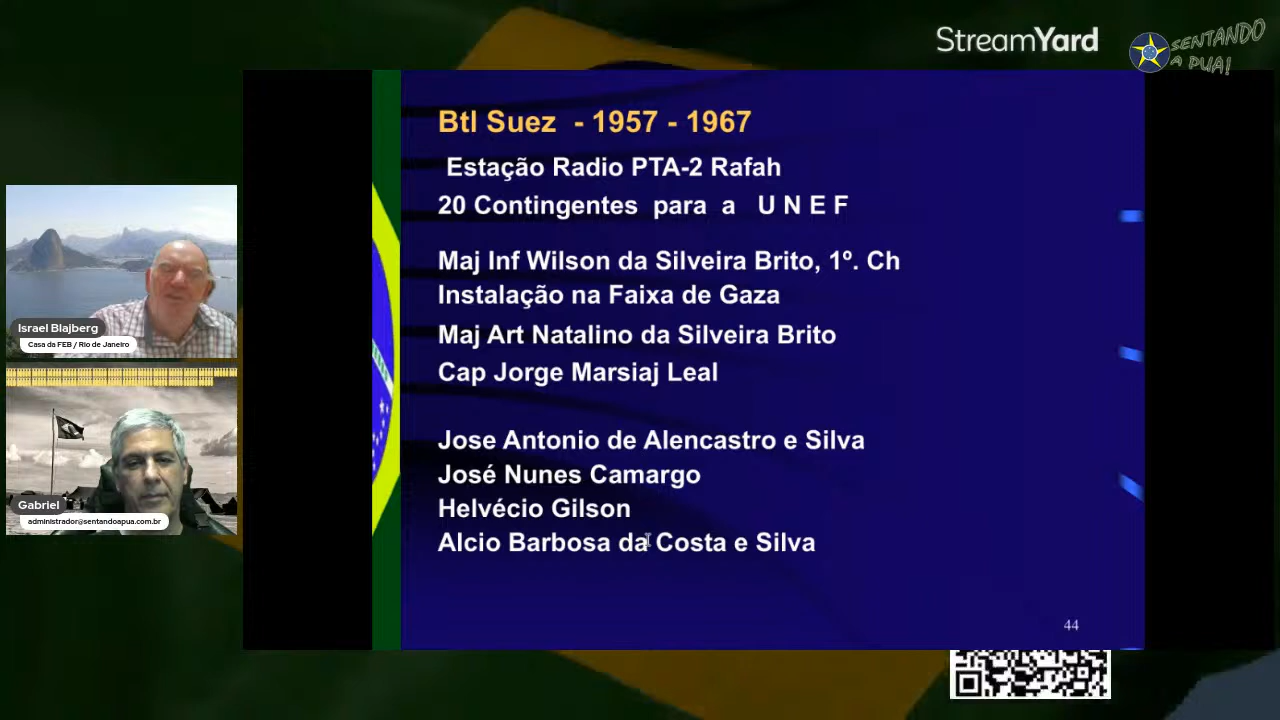 StreamYard
SENTANDO
A PUA!
Btl Suez - 1957 - 1967
Estação Radio PTA-2 Rafah
20 Contingentes para a U N E F
Maj Inf Wilson da Silveira Brito, 1º. Ch
Instalação na Faixa de Gaza
Maj Art Natalino da Silveira Brito
Cap Jorge Marsiaj Leal
Jose Antonio de Alencastro e Silva
José Nunes Camargo
Helvécio Gilson
Alcio Barbosa da Costa e Silva
44
Israel Blajberg
Casa da FEB / Rio de Janeiro
Gabriel
administrador@sentandoapua.com.br